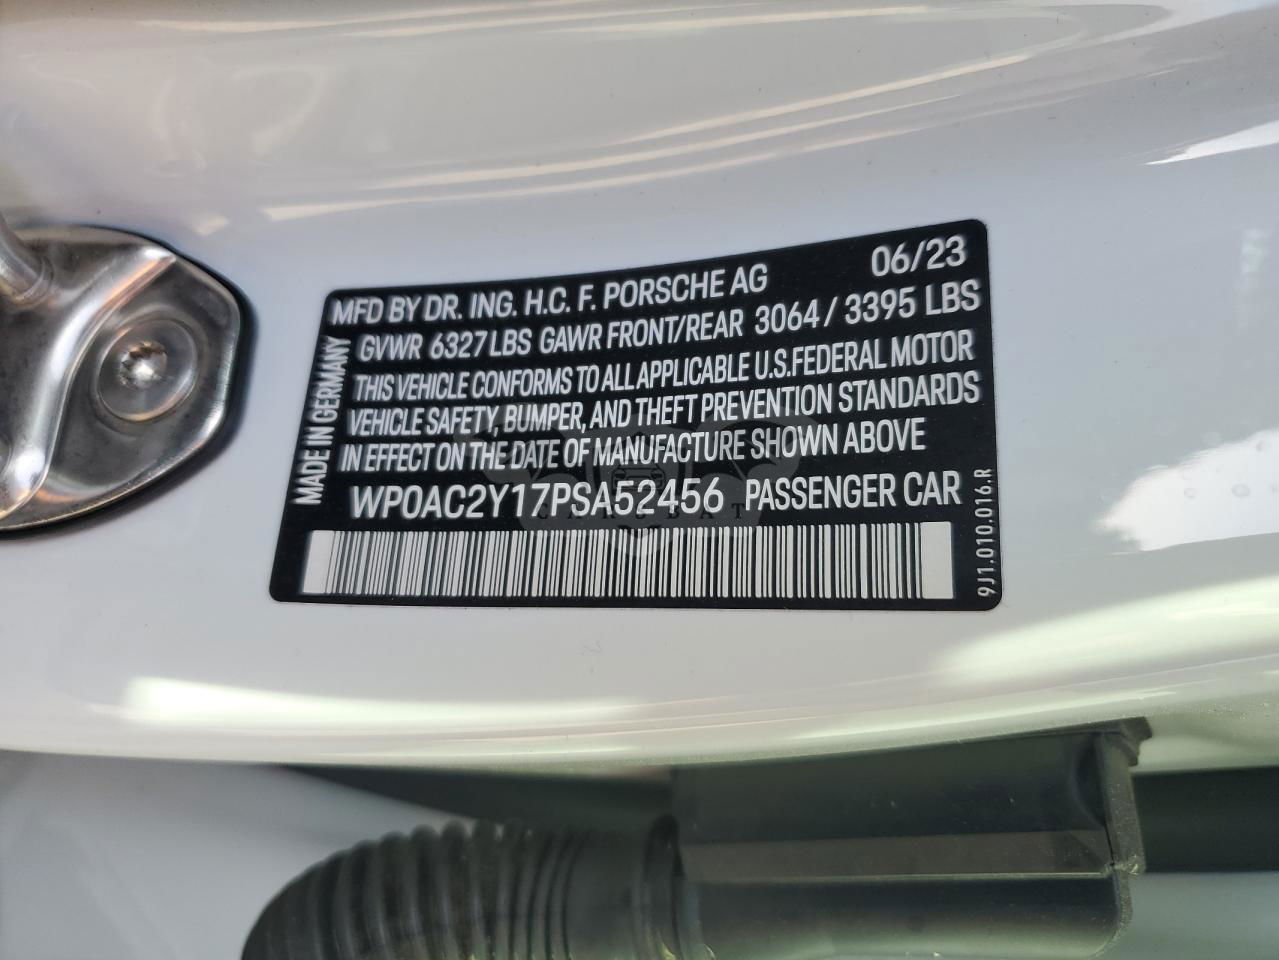 MFD BY DR. ING. H.C. F. PORSCHE AG 06/23
GVWR 6327 LBS GAWR FRONT/REAR 3064 / 3395 LBS
THIS VEHICLE CONFORMS TO ALL APPLICABLE U.S.FEDERAL MOTOR
VEHICLE SAFETY, BUMPER, AND THEFT PREVENTION STANDARDS
IN EFFECT ON THE DATE OF MANUFACTURE SHOWN ABOVE
WP0AC2Y17PSA52456 PASSENGER CAR
MADE IN GERMANY
9J1.010.016.R
CARSBAT